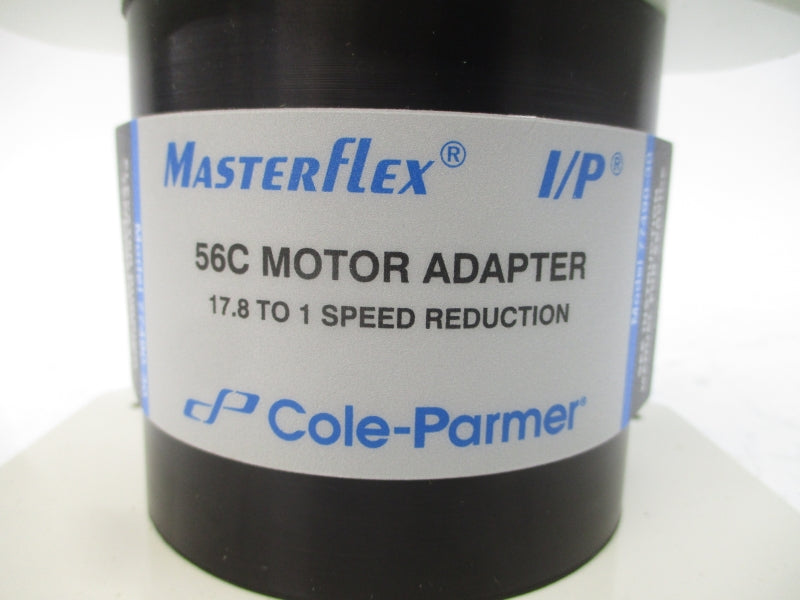 MASTERFLEX® I/P®
56C MOTOR ADAPTER
17.8 TO 1 SPEED REDUCTION
Cole-Parmer®